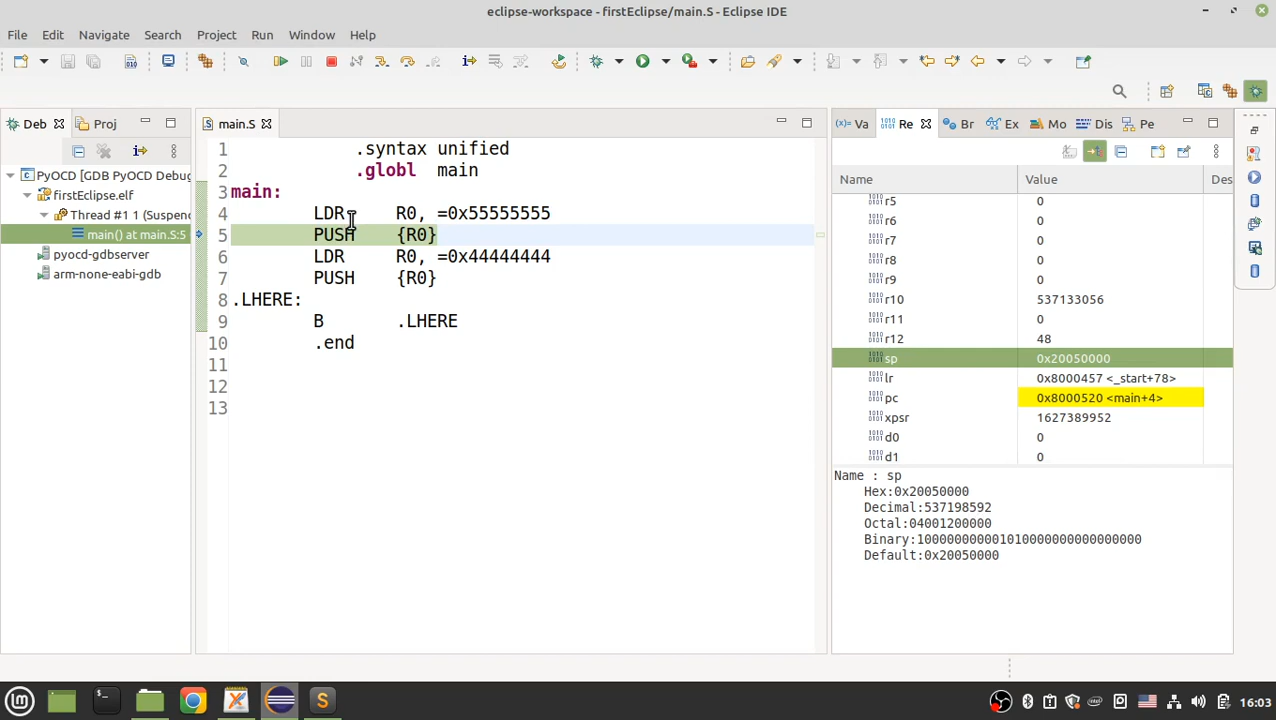 eclipse-workspace - firstEclipse/main.S - Eclipse IDE
File Edit Navigate Search Project Run Window Help
Deb Proj
PyOCD [GDB PyOCD Debug
firstEclipse.elf
Thread #1 1 (Suspend
main() at main.S:5
pyocd-gdbserver
arm-none-eabi-gdb
main.S
1 .syntax unified
2 .globl main
3 main:
4 LDR R0, =0x55555555
5 PUSH {R0}
6 LDR R0, =0x44444444
7 PUSH {R0}
8 .LHERE:
9 B .LHERE
10 .end
11
12
13
(x)= Va Re Br Ex Mo Dis Pe
Name Value Des
r5 0
r6 0
r7 0
r8 0
r9 0
r10 537133056
r11 0
r12 48
sp 0x20050000
lr 0x8000457 <_start+78>
pc 0x8000520 <main+4>
xpsr 1627389952
d0 0
d1 0
Name : sp
Hex:0x20050000
Decimal:537198592
Octal:04001200000
Binary:100000000001010000000000000000
Default:0x20050000
16:03